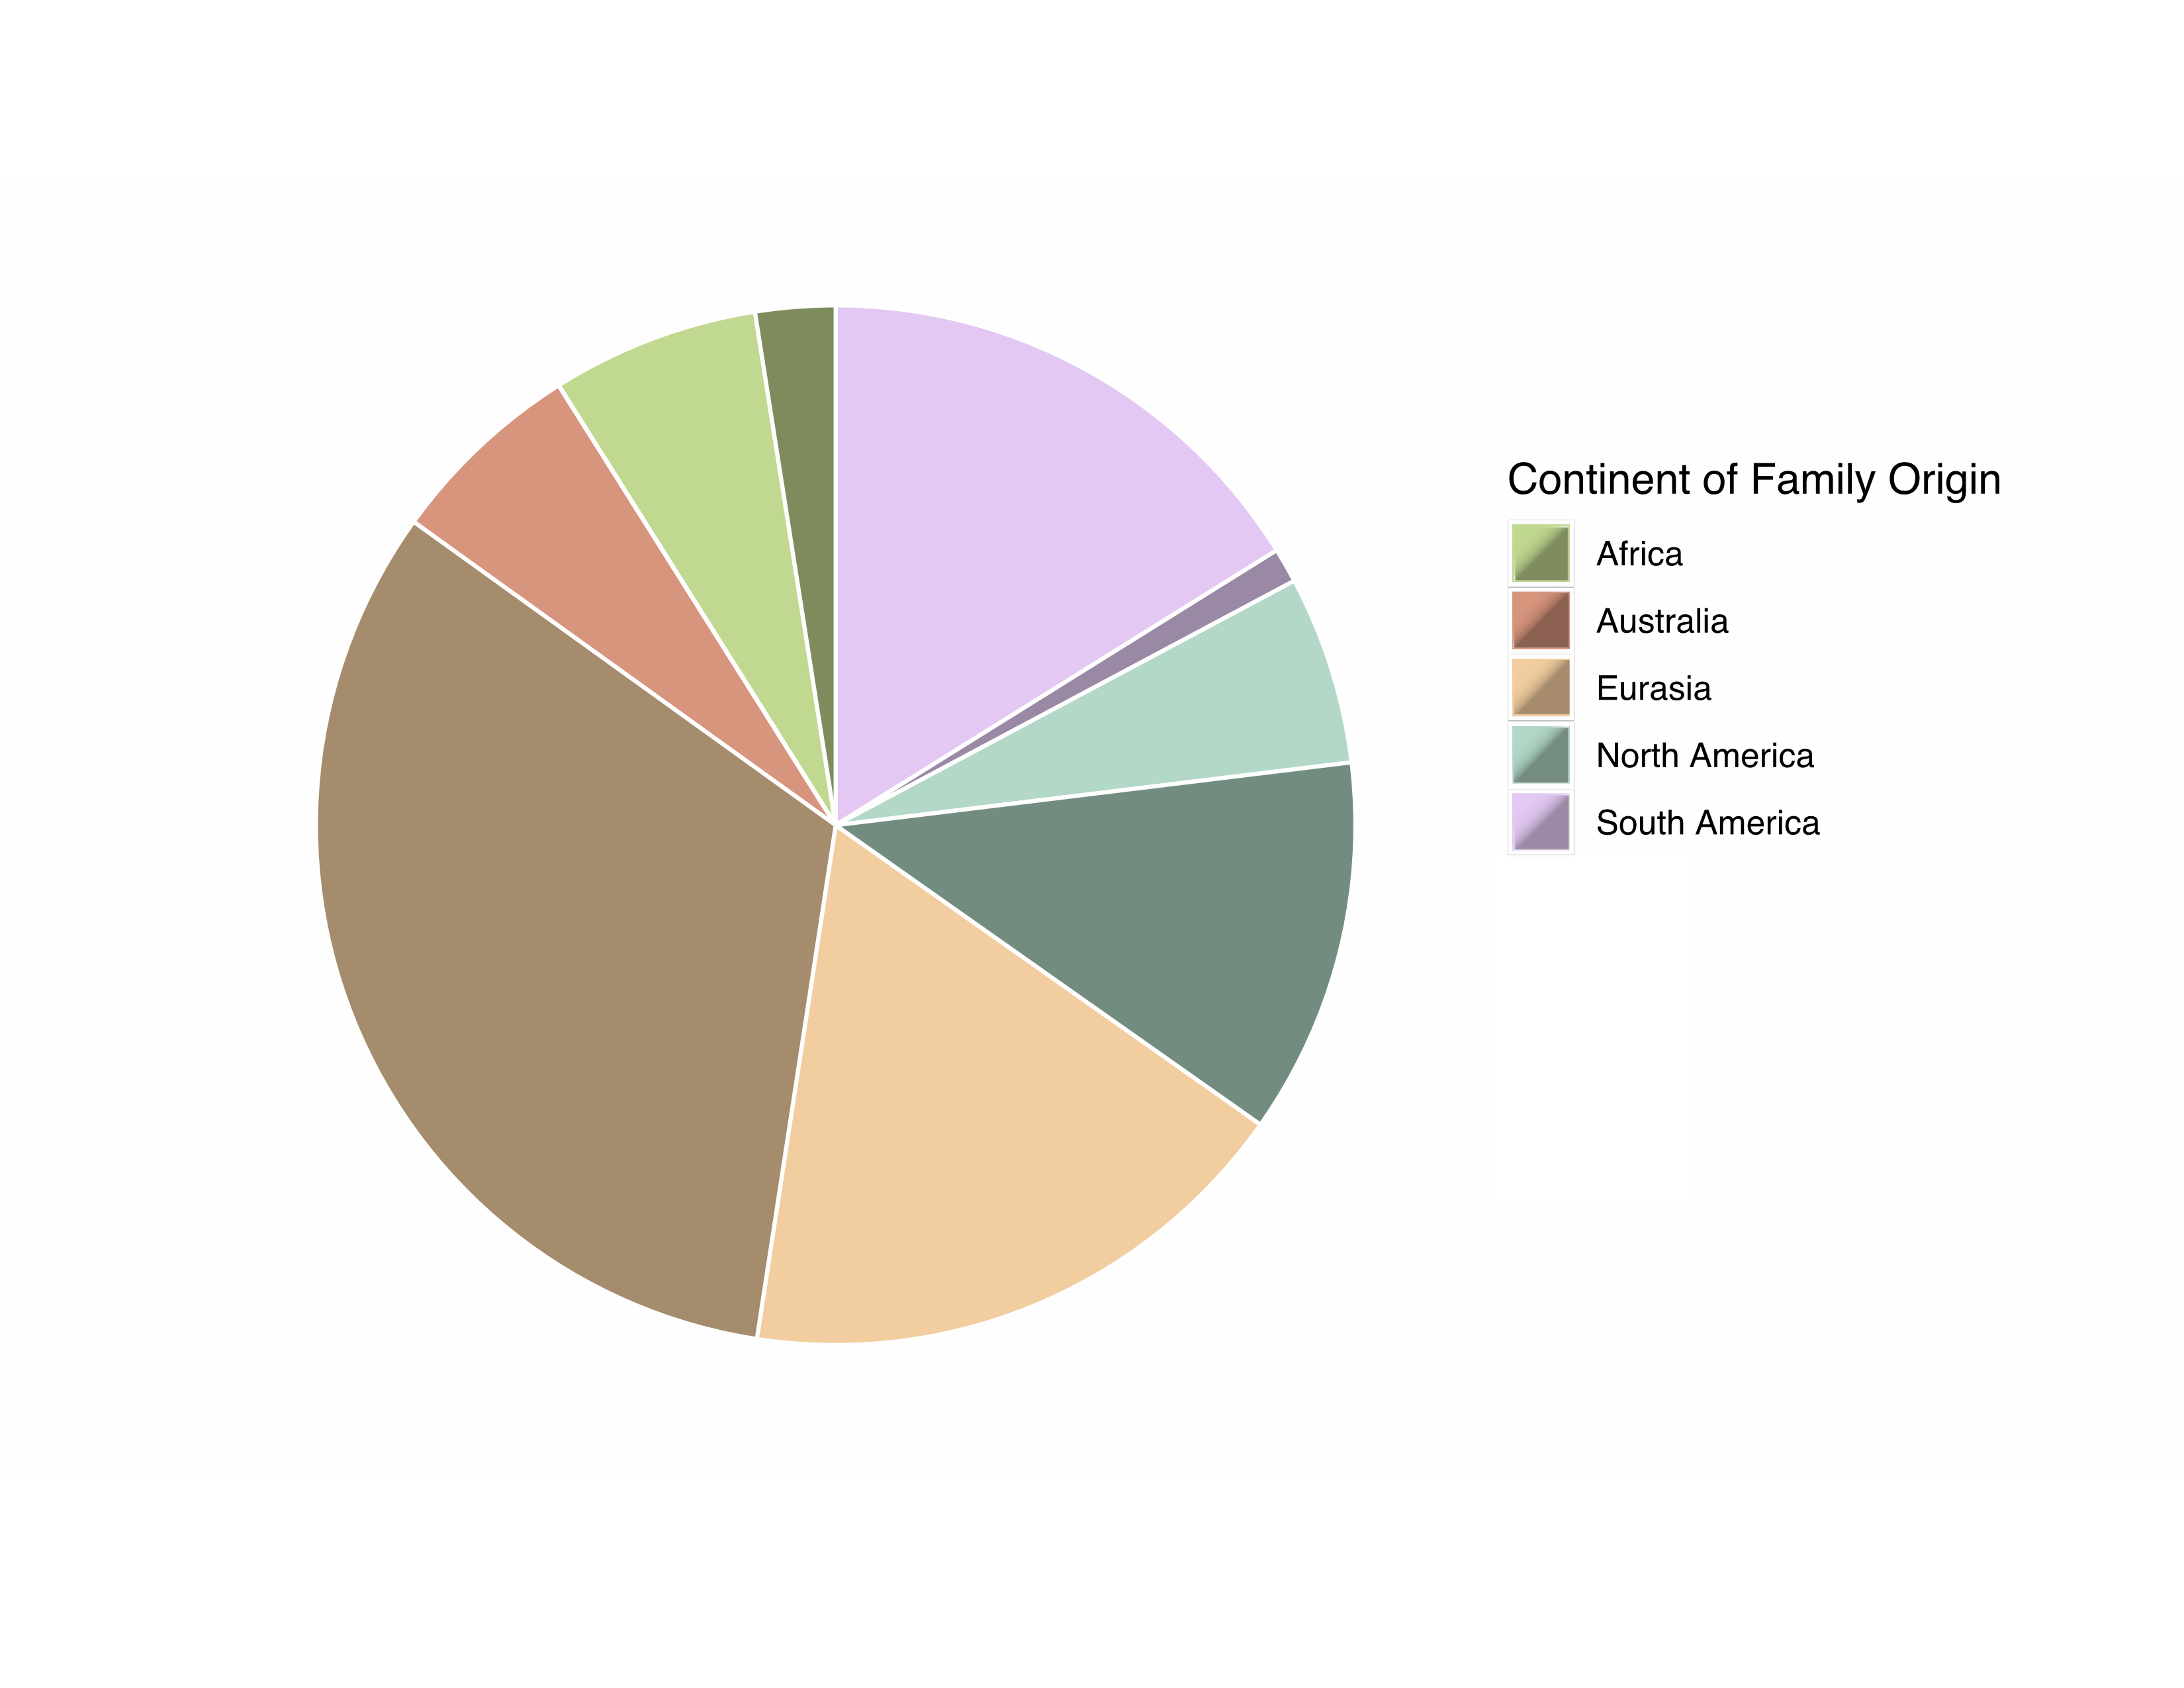 Continent of Family Origin
Africa
Australia
Eurasia
North America
South America